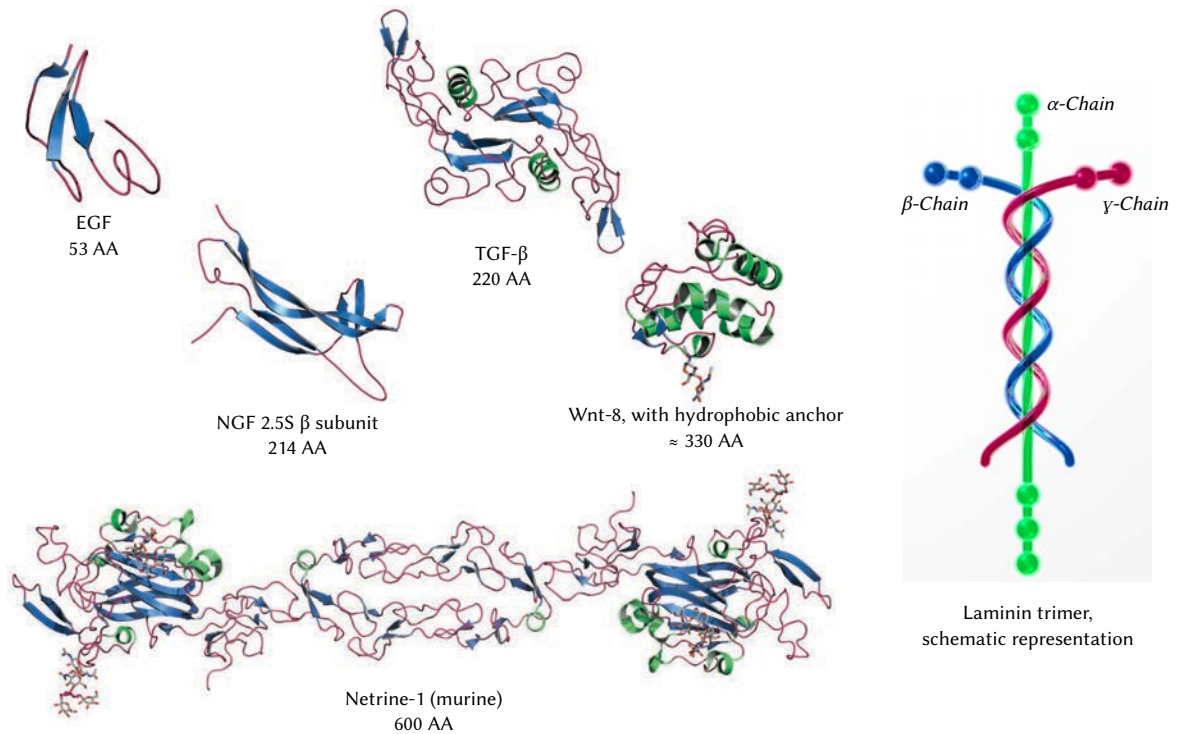 EGF
53 AA
NGF 2.5S β subunit
214 AA
TGF-β
220 AA
Wnt-8, with hydrophobic anchor
≈ 330 AA
Netrine-1 (murine)
600 AA
α-Chain
β-Chain
γ-Chain
Laminin trimer,
schematic representation